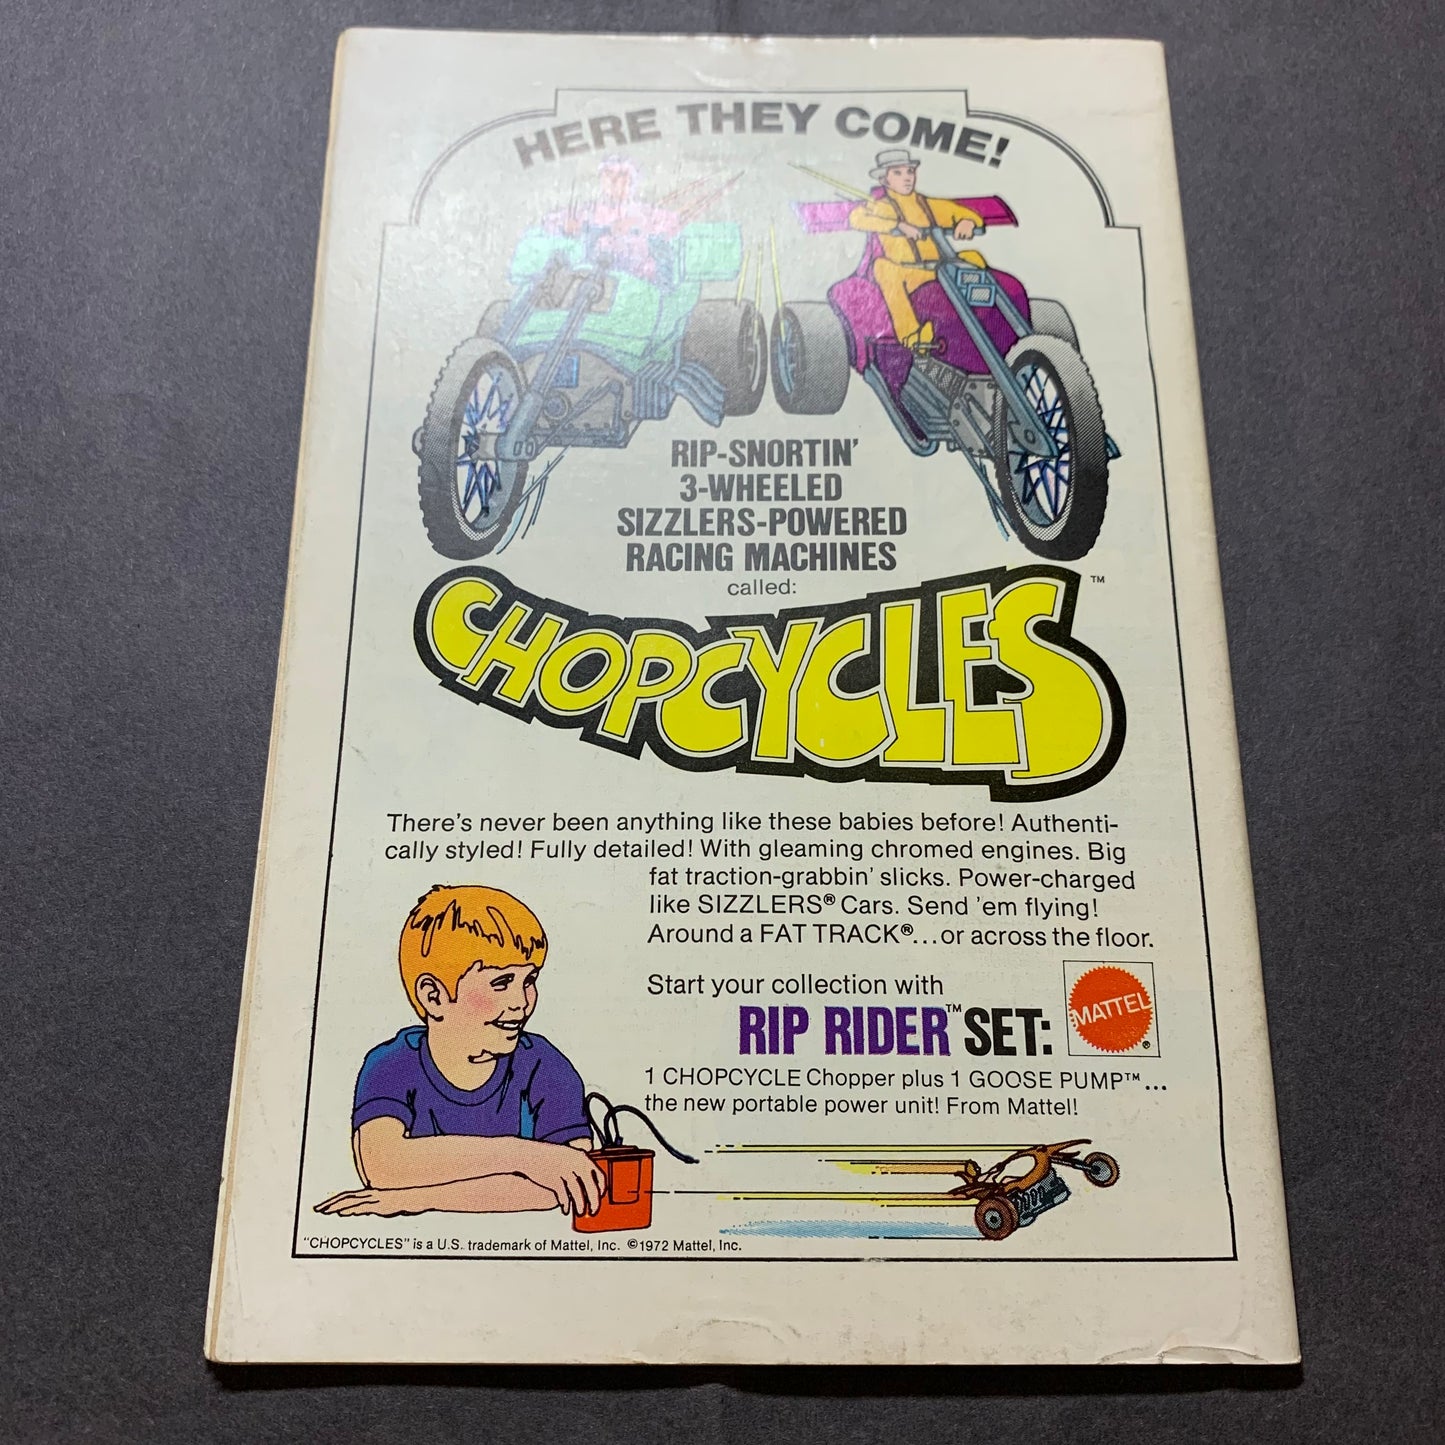 HERE THEY COME!
RIP-SNORTIN'
3-WHEELED
SIZZLERS-POWERED
RACING MACHINES
called:
CHOPCYCLES™
There's never been anything like these babies before! Authenti-
cally styled! Fully detailed! With gleaming chromed engines. Big
fat traction-grabbin' slicks. Power-charged
like SIZZLERS® Cars. Send 'em flying!
Around a FAT TRACK®...or across the floor.
Start your collection with
RIP RIDER™ SET:
MATTEL®
1 CHOPCYCLE Chopper plus 1 GOOSE PUMP™...
the new portable power unit! From Mattel!
"CHOPCYCLES" is a U.S. trademark of Mattel, Inc. ©1972 Mattel, Inc.